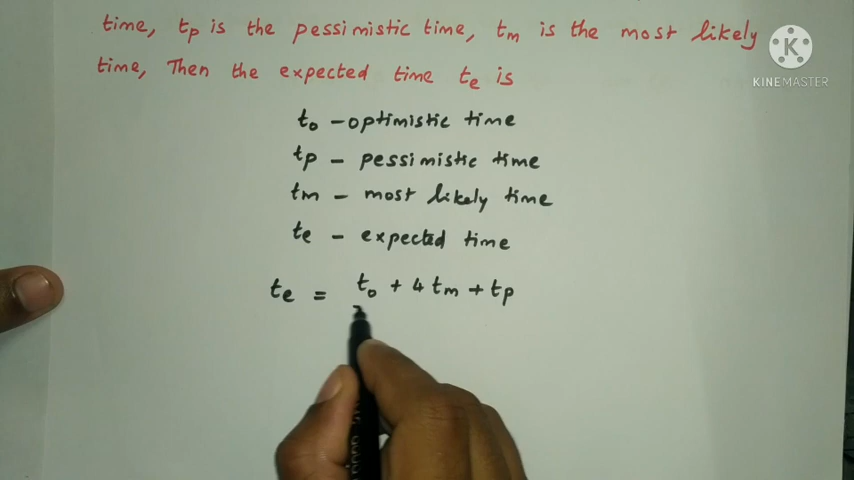 time, tp is the pessimistic time, tm is the most likely
time, Then the expected time te is
K
KINEMASTER
to - optimistic time
tp - pessimistic time
tm - most likely time
te - expected time
te = to + 4 tm + tp